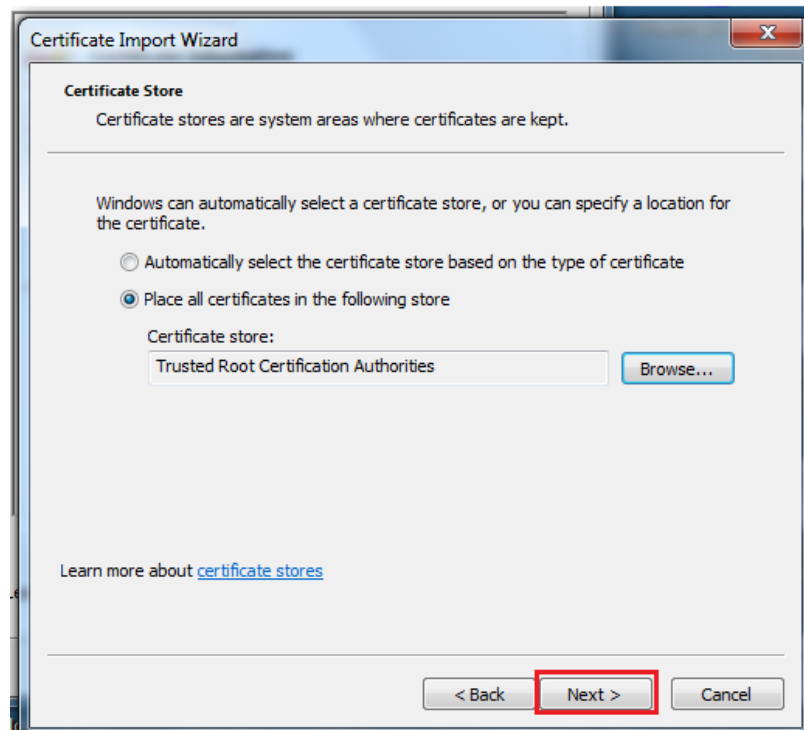 Certificate Import Wizard
Certificate Store
Certificate stores are system areas where certificates are kept.
Windows can automatically select a certificate store, or you can specify a location for
the certificate.
Automatically select the certificate store based on the type of certificate
Place all certificates in the following store
Certificate store:
Trusted Root Certification Authorities
Browse...
Learn more about certificate stores
< Back
Next >
Cancel